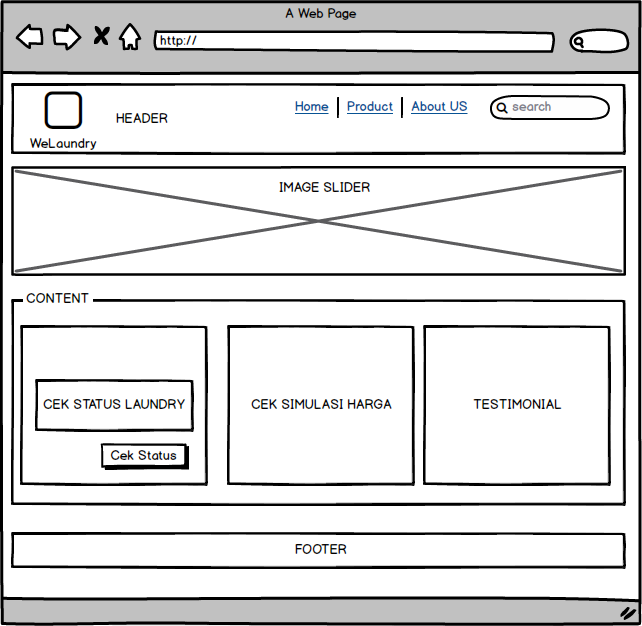 A Web Page
http://
HEADER
Home Product About US search
WeLaundry
IMAGE SLIDER
CONTENT
CEK STATUS LAUNDRY
Cek Status
CEK SIMULASI HARGA
TESTIMONIAL
FOOTER